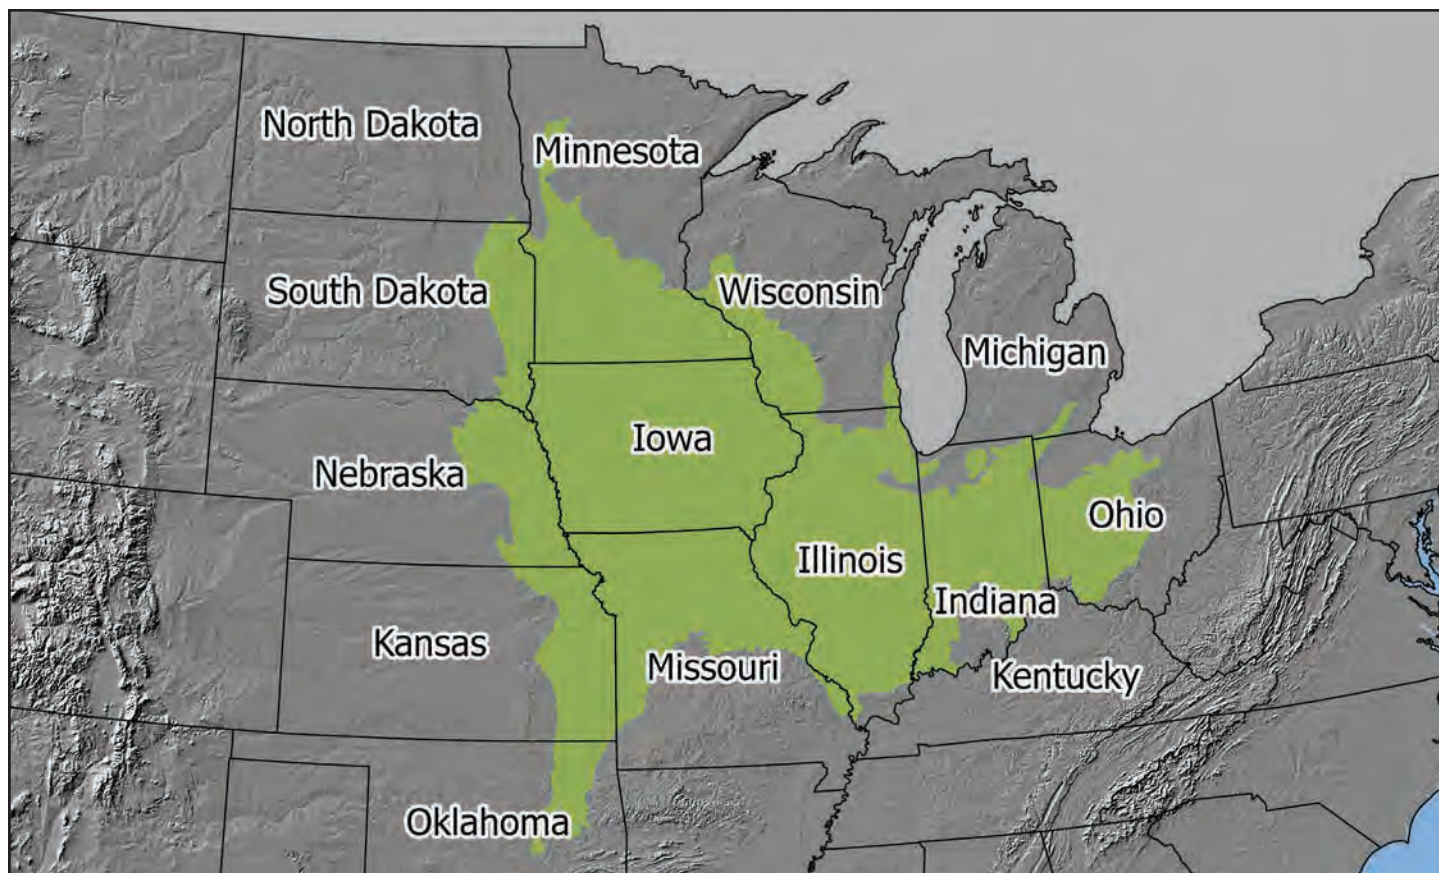 North Dakota
Minnesota
South Dakota
Wisconsin
Michigan
Iowa
Nebraska
Ohio
Illinois
Indiana
Kansas
Missouri
Kentucky
Oklahoma